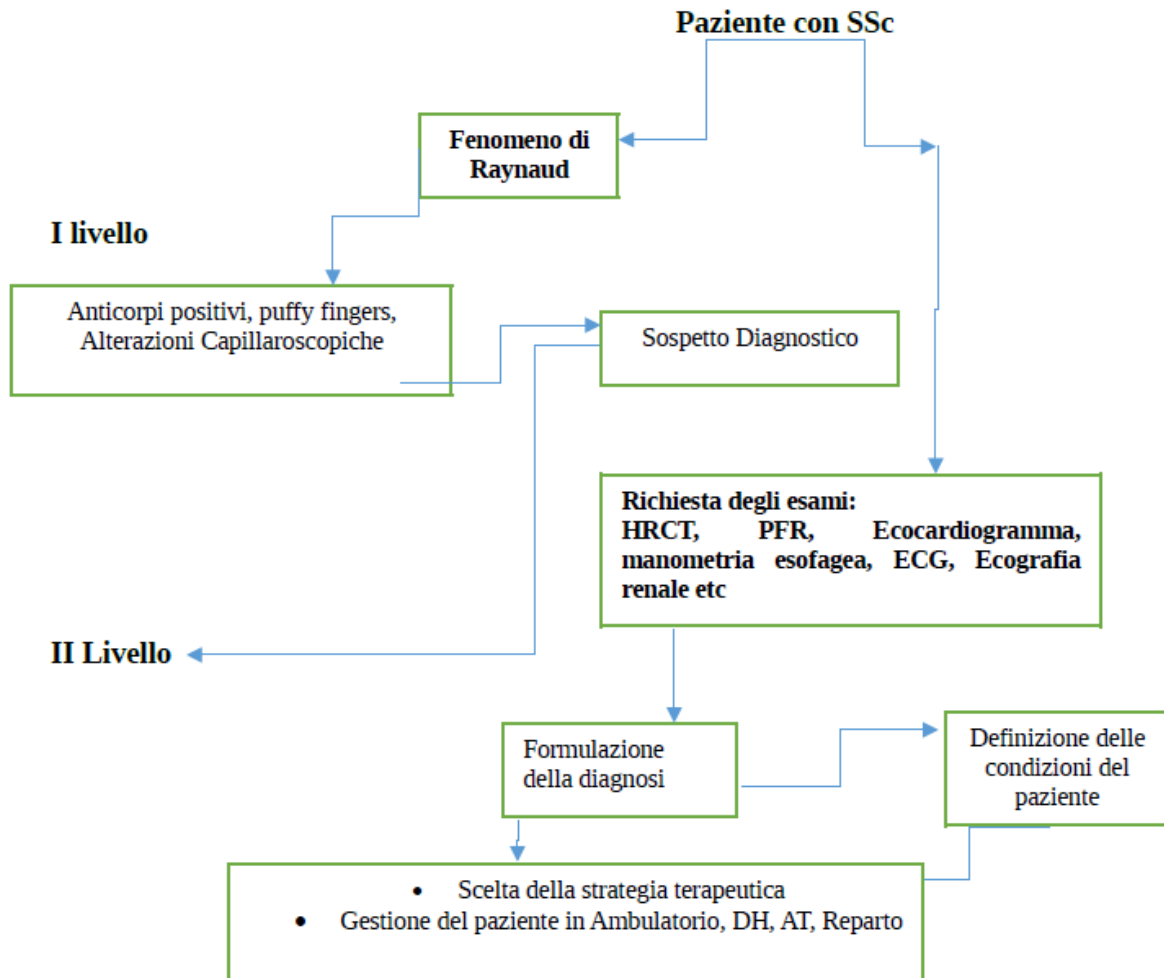 Paziente con SSc
Fenomeno di
Raynaud
I livello
Anticorpi positivi, puffy fingers,
Alterazioni Capillaroscopiche
Sospetto Diagnostico
Richiesta degli esami:
HRCT, PFR, Ecocardiogramma,
manometria esofagea, ECG, Ecografia
renale etc
II Livello
Formulazione
della diagnosi
Definizione delle
condizioni del
paziente
• Scelta della strategia terapeutica
• Gestione del paziente in Ambulatorio, DH, AT, Reparto